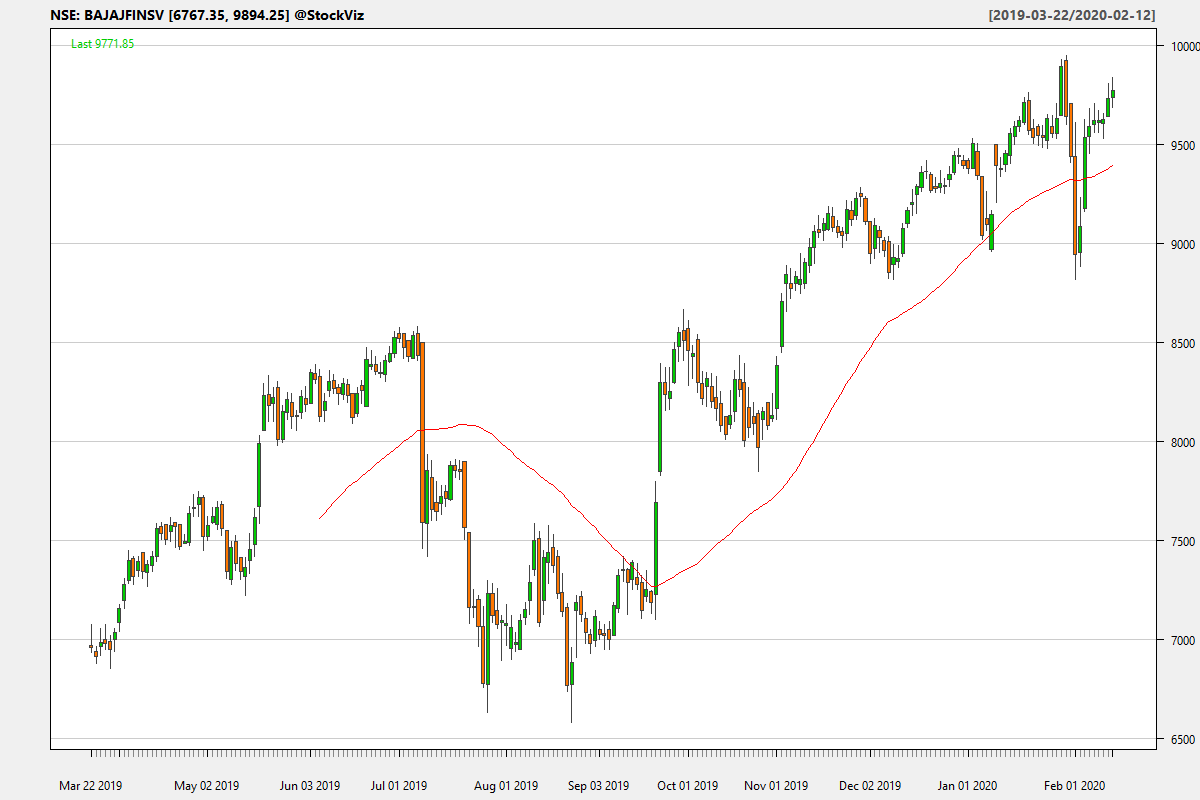 NSE: BAJAJFINSV [6767.35, 9894.25] @StockViz
[2019-03-22/2020-02-12]
Last 9771.85
10000
9500
9000
8500
8000
7500
7000
6500
Mar 22 2019
May 02 2019
Jun 03 2019
Jul 01 2019
Aug 01 2019
Sep 03 2019
Oct 01 2019
Nov 01 2019
Dec 02 2019
Jan 01 2020
Feb 01 2020